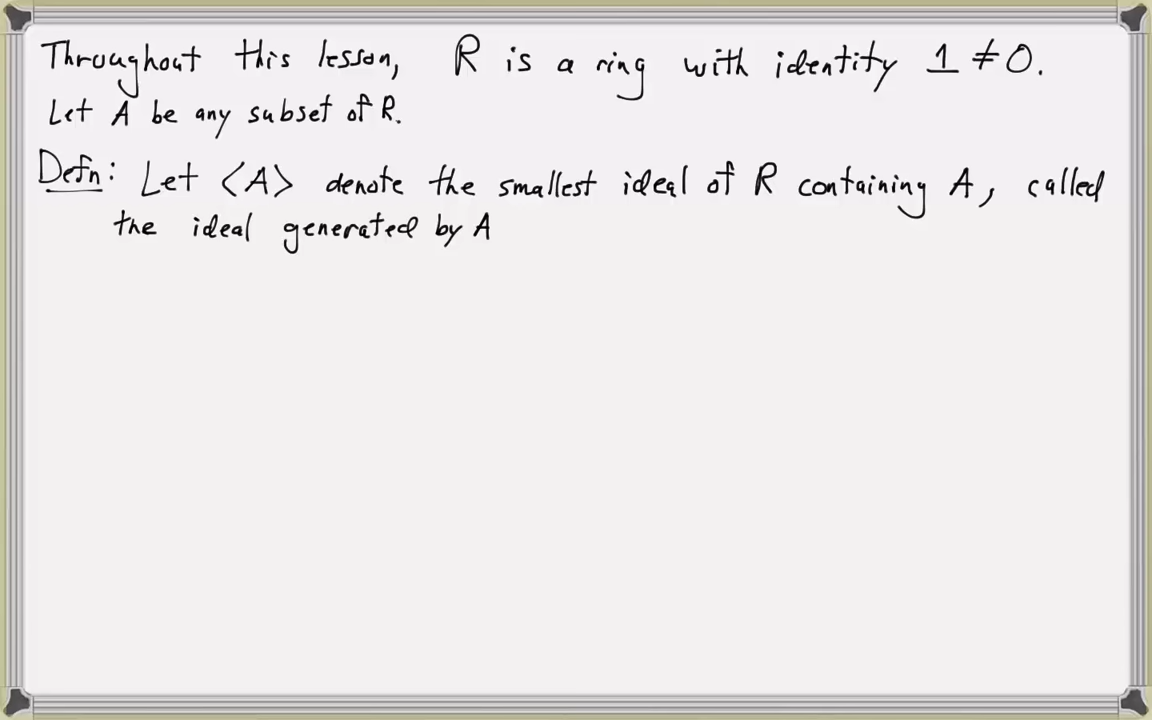 Throughout this lesson, R is a ring with identity 1 ≠ 0.
Let A be any subset of R.
Defn: Let <A> denote the smallest ideal of R containing A, called
the ideal generated by A